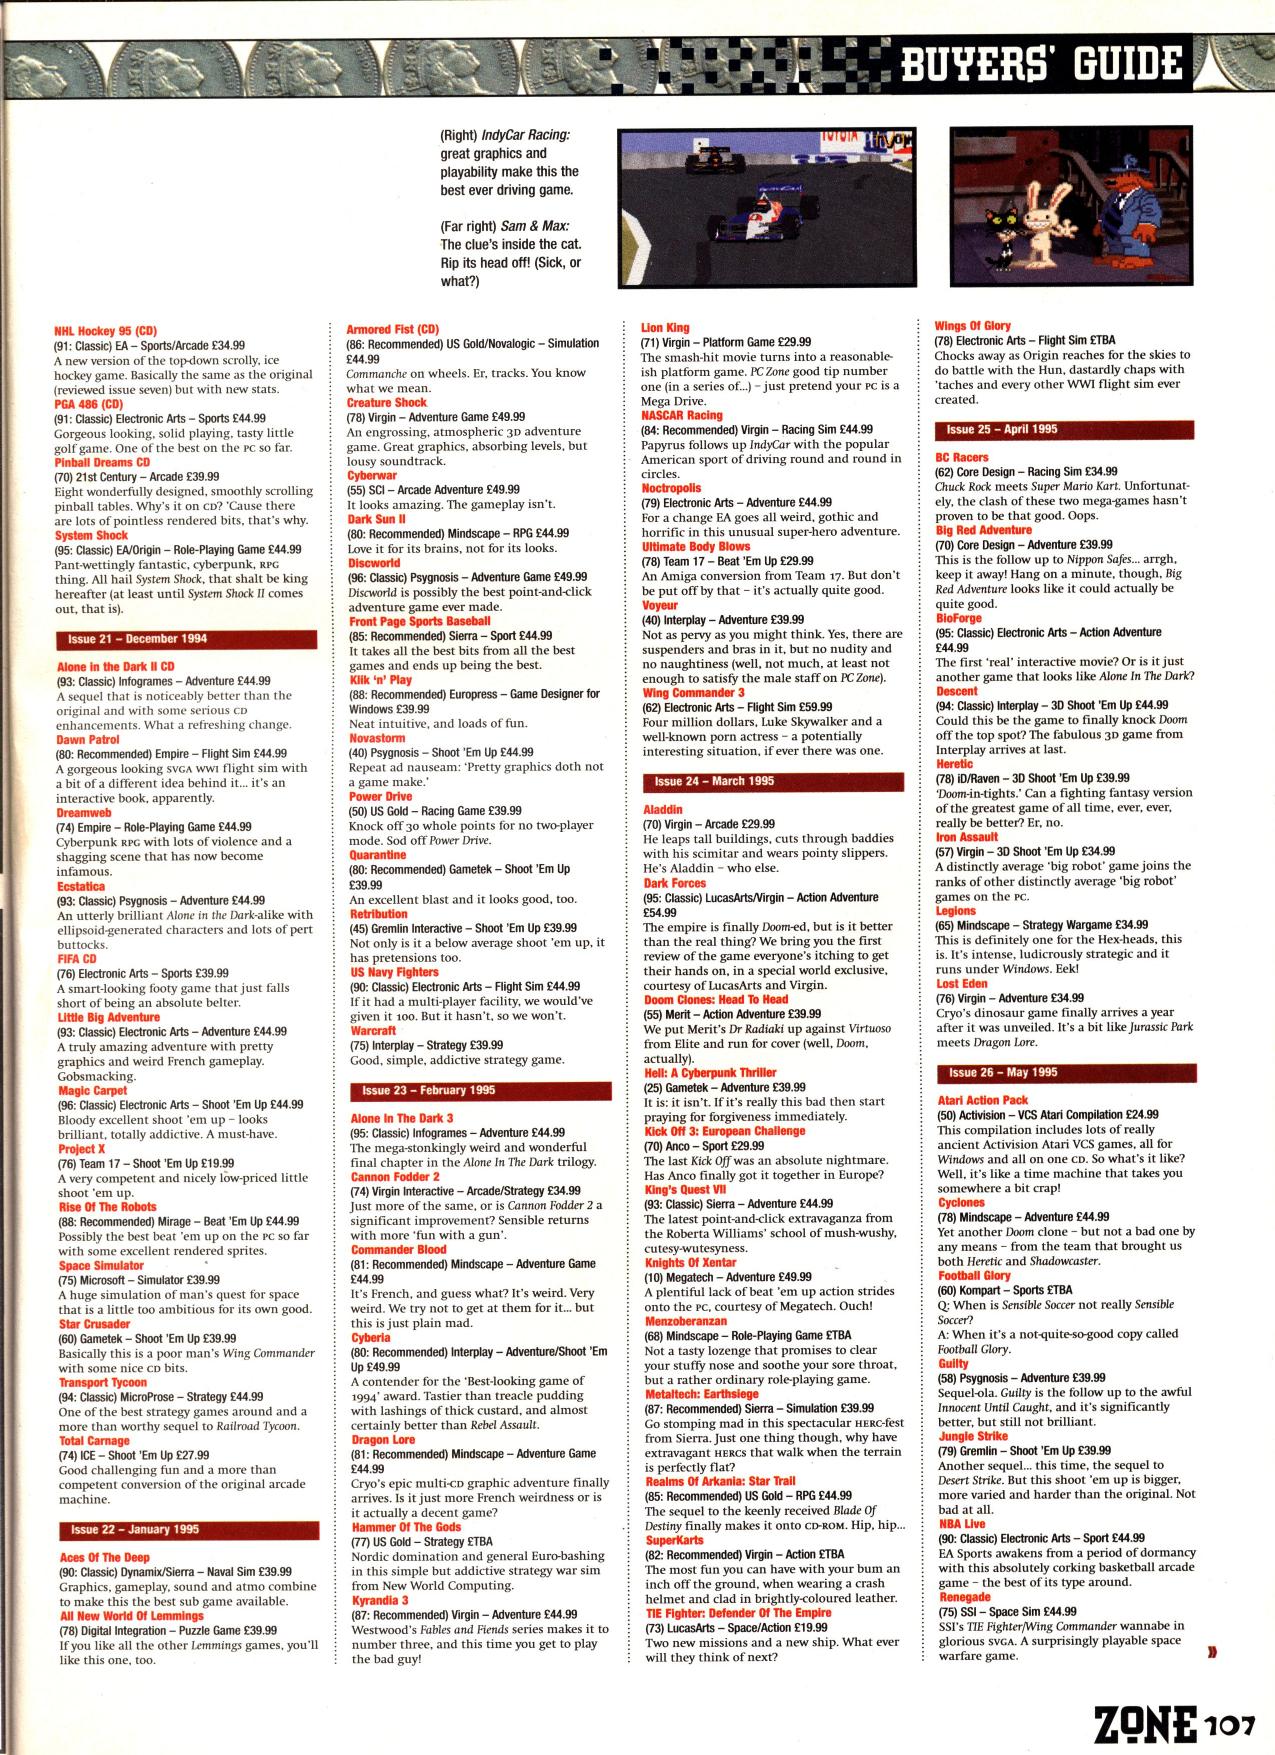 BUYERS' GUIDE
(Right) IndyCar Racing:
great graphics and
playability make this the
best ever driving game.
(Far right) Sam & Max:
The clue's inside the cat.
Rip its head off! (Sick, or
what?)
NHL Hockey 95 (CD)
(91: Classic) EA – Sports/Arcade £34.99
A new version of the top-down scrolly, ice
hockey game. Basically the same as the original
(reviewed issue seven) but with new stats.
PGA 486 (CD)
(91: Classic) Electronic Arts – Sports £44.99
Gorgeous looking, solid playing, tasty little
golf game. One of the best on the PC so far.
Pinball Dreams CD
(70) 21st Century – Arcade £39.99
Eight wonderfully designed, smoothly scrolling
pinball tables. Why's it on CD? 'Cause there
are lots of pointless rendered bits, that's why.
System Shock
(95: Classic) EA/Origin – Role-Playing Game £44.99
Pant-wettingly fantastic, cyberpunk, RPG
thing. All hail System Shock, that shalt be king
hereafter (at least until System Shock II comes
out, that is).
Issue 21 – December 1994
Alone in the Dark II CD
(93: Classic) Infogrames – Adventure £44.99
A sequel that is noticeably better than the
original and with some serious CD
enhancements. What a refreshing change.
Dawn Patrol
(80: Recommended) Empire – Flight Sim £44.99
A gorgeous looking SVGA WWI flight sim with
a bit of a different idea behind it... it's an
interactive book, apparently.
Dreamweb
(74) Empire – Role-Playing Game £44.99
Cyberpunk RPG with lots of violence and a
shagging scene that has now become
infamous.
Ecstatica
(93: Classic) Psygnosis – Adventure £44.99
An utterly brilliant Alone in the Dark-alike with
ellipsoid-generated characters and lots of pert
buttocks.
FIFA CD
(76) Electronic Arts – Sports £39.99
A smart-looking footy game that just falls
short of being an absolute belter.
Little Big Adventure
(93: Classic) Electronic Arts – Adventure £44.99
A truly amazing adventure with pretty
graphics and weird French gameplay.
Gobsmacking.
Magic Carpet
(96: Classic) Electronic Arts – Shoot 'Em Up £44.99
Bloody excellent shoot 'em up – looks
brilliant, totally addictive. A must-have.
Project X
(76) Team 17 – Shoot 'Em Up £19.99
A very competent and nicely low-priced little
shoot 'em up.
Rise Of The Robots
(88: Recommended) Mirage – Beat 'Em Up £44.99
Possibly the best beat 'em up on the PC so far
with some excellent rendered sprites.
Space Simulator
(75) Microsoft – Simulator £39.99
A huge simulation of man's quest for space
that is a little too ambitious for its own good.
Star Crusader
(60) Gametek – Shoot 'Em Up £39.99
Basically this is a poor man's Wing Commander
with some nice CD bits.
Transport Tycoon
(94: Classic) MicroProse – Strategy £44.99
One of the best strategy games around and a
more than worthy sequel to Railroad Tycoon.
Total Carnage
(74) ICE – Shoot 'Em Up £27.99
Good challenging fun and a more than
competent conversion of the original arcade
machine.
Issue 22 – January 1995
Aces Of The Deep
(90: Classic) Dynamix/Sierra – Naval Sim £39.99
Graphics, gameplay, sound and atmo combine
to make this the best sub game available.
All New World Of Lemmings
(78) Digital Integration – Puzzle Game £39.99
If you like all the other Lemmings games, you'll
like this one, too.
Armored Fist (CD)
(86: Recommended) US Gold/Novalogic – Simulation
£44.99
Commanche on wheels. Er, tracks. You know
what we mean.
Creature Shock
(78) Virgin – Adventure Game £49.99
An engrossing, atmospheric 3D adventure
game. Great graphics, absorbing levels, but
lousy soundtrack.
Cyberwar
(55) SCI – Arcade Adventure £49.99
It looks amazing. The gameplay isn't.
Dark Sun II
(80: Recommended) Mindscape – RPG £44.99
Love it for its brains, not for its looks.
Discworld
(96: Classic) Psygnosis – Adventure Game £49.99
Discworld is possibly the best point-and-click
adventure game ever made.
Front Page Sports Baseball
(85: Recommended) Sierra – Sport £44.99
It takes all the best bits from all the best
games and ends up being the best.
Klik 'n' Play
(88: Recommended) Europress – Game Designer for
Windows £39.99
Neat intuitive, and loads of fun.
Novastorm
(40) Psygnosis – Shoot 'Em Up £44.99
Repeat ad nauseam: 'Pretty graphics doth not
a game make.'
Power Drive
(50) US Gold – Racing Game £39.99
Knock off 30 whole points for no two-player
mode. Sod off Power Drive.
Quarantine
(80: Recommended) Gametek – Shoot 'Em Up
£39.99
An excellent blast and it looks good, too.
Retribution
(45) Gremlin Interactive – Shoot 'Em Up £39.99
Not only is it a below average shoot 'em up, it
has pretensions too.
US Navy Fighters
(90: Classic) Electronic Arts – Flight Sim £44.99
If it had a multi-player facility, we would've
given it 100. But it hasn't, so we won't.
Warcraft
(75) Interplay – Strategy £39.99
Good, simple, addictive strategy game.
Issue 23 – February 1995
Alone In The Dark 3
(95: Classic) Infogrames – Adventure £44.99
The mega-stonkingly weird and wonderful
final chapter in the Alone In The Dark trilogy.
Cannon Fodder 2
(74) Virgin Interactive – Arcade/Strategy £34.99
Just more of the same, or is Cannon Fodder 2 a
significant improvement? Sensible returns
with more 'fun with a gun'.
Commander Blood
(81: Recommended) Mindscape – Adventure Game
£44.99
It's French, and guess what? It's weird. Very
weird. We try not to get at them for it... but
this is just plain mad.
Cyberia
(80: Recommended) Interplay – Adventure/Shoot 'Em
Up £49.99
A contender for the 'Best-looking game of
1994' award. Tastier than treacle pudding
with lashings of thick custard, and almost
certainly better than Rebel Assault.
Dragon Lore
(81: Recommended) Mindscape – Adventure Game
£44.99
Cryo's epic multi-CD graphic adventure finally
arrives. Is it just more French weirdness or is
it actually a decent game?
Hammer Of The Gods
(77) US Gold – Strategy £TBA
Nordic domination and general Euro-bashing
in this simple but addictive strategy war sim
from New World Computing.
Kyrandia 3
(87: Recommended) Virgin – Adventure £44.99
Westwood's Fables and Fiends series makes it to
number three, and this time you get to play
the bad guy!
Lion King
(71) Virgin – Platform Game £29.99
The smash-hit movie turns into a reasonable-
ish platform game. PC Zone good tip number
one (in a series of...) – just pretend your PC is a
Mega Drive.
NASCAR Racing
(84: Recommended) Virgin – Racing Sim £44.99
Papyrus follows up IndyCar with the popular
American sport of driving round and round in
circles.
Noctropolis
(79) Electronic Arts – Adventure £44.99
For a change EA goes all weird, gothic and
horrific in this unusual super-hero adventure.
Ultimate Body Blows
(78) Team 17 – Beat 'Em Up £29.99
An Amiga conversion from Team 17. But don't
be put off by that – it's actually quite good.
Voyeur
(40) Interplay – Adventure £39.99
Not as pervy as you might think. Yes, there are
suspenders and bras in it, but no nudity and
no naughtiness (well, not much, at least not
enough to satisfy the male staff on PC Zone).
Wing Commander 3
(62) Electronic Arts – Flight Sim £59.99
Four million dollars, Luke Skywalker and a
well-known porn actress – a potentially
interesting situation, if ever there was one.
Issue 24 – March 1995
Aladdin
(70) Virgin – Arcade £29.99
He leaps tall buildings, cuts through baddies
with his scimitar and wears pointy slippers.
He's Aladdin – who else.
Dark Forces
(95: Classic) LucasArts/Virgin – Action Adventure
£54.99
The empire is finally Doom-ed, but is it better
than the real thing? We bring you the first
review of the game everyone's itching to get
their hands on, in a special world exclusive,
courtesy of LucasArts and Virgin.
Doom Clones: Head To Head
(55) Merit – Action Adventure £39.99
We put Merit's Dr Radiaki up against Virtuoso
from Elite and run for cover (well, Doom,
actually).
Hell: A Cyberpunk Thriller
(25) Gametek – Adventure £39.99
It is: it isn't. If it's really this bad then start
praying for forgiveness immediately.
Kick Off 3: European Challenge
(70) Anco – Sport £29.99
The last Kick Off was an absolute nightmare.
Has Anco finally got it together in Europe?
King's Quest VII
(93: Classic) Sierra – Adventure £44.99
The latest point-and-click extravaganza from
the Roberta Williams' school of mush-wushy,
cutesy-wutesyness.
Knights Of Xentar
(10) Megatech – Adventure £49.99
A plentiful lack of beat 'em up action strides
onto the PC, courtesy of Megatech. Ouch!
Menzoberanzan
(68) Mindscape – Role-Playing Game £TBA
Not a tasty lozenge that promises to clear
your stuffy nose and soothe your sore throat,
but a rather ordinary role-playing game.
Metaltech: Earthsiege
(87: Recommended) Sierra – Simulation £39.99
Go stomping mad in this spectacular HERC-fest
from Sierra. Just one thing though, why have
extravagant HERCS that walk when the terrain
is perfectly flat?
Realms Of Arkania: Star Trail
(85: Recommended) US Gold – RPG £44.99
The sequel to the keenly received Blade Of
Destiny finally makes it onto CD-ROM. Hip, hip...
SuperKarts
(82: Recommended) Virgin – Action £TBA
The most fun you can have with your bum an
inch off the ground, when wearing a crash
helmet and clad in brightly-coloured leather.
TIE Fighter: Defender Of The Empire
(73) LucasArts – Space/Action £19.99
Two new missions and a new ship. What ever
will they think of next?
Wings Of Glory
(78) Electronic Arts – Flight Sim £TBA
Chocks away as Origin reaches for the skies to
do battle with the Hun, dastardly chaps with
'taches and every other WWI flight sim ever
created.
Issue 25 – April 1995
BC Racers
(62) Core Design – Racing Sim £34.99
Chuck Rock meets Super Mario Kart. Unfortunat-
ely, the clash of these two mega-games hasn't
proven to be that good. Oops.
Big Red Adventure
(70) Core Design – Adventure £39.99
This is the follow up to Nippon Safes... arrgh,
keep it away! Hang on a minute, though, Big
Red Adventure looks like it could actually be
quite good.
BioForge
(95: Classic) Electronic Arts – Action Adventure
£44.99
The first 'real' interactive movie? Or is it just
another game that looks like Alone In The Dark?
Descent
(94: Classic) Interplay – 3D Shoot 'Em Up £44.99
Could this be the game to finally knock Doom
off the top spot? The fabulous 3D game from
Interplay arrives at last.
Heretic
(78) iD/Raven – 3D Shoot 'Em Up £39.99
'Doom-in-tights.' Can a fighting fantasy version
of the greatest game of all time, ever, ever,
really be better? Er, no.
Iron Assault
(57) Virgin – 3D Shoot 'Em Up £34.99
A distinctly average 'big robot' game joins the
ranks of other distinctly average 'big robot'
games on the PC.
Legions
(65) Mindscape – Strategy Wargame £34.99
This is definitely one for the Hex-heads, this
is. It's intense, ludicrously strategic and it
runs under Windows. Eek!
Lost Eden
(76) Virgin – Adventure £34.99
Cryo's dinosaur game finally arrives a year
after it was unveiled. It's a bit like Jurassic Park
meets Dragon Lore.
Issue 26 – May 1995
Atari Action Pack
(50) Activision – VCS Atari Compilation £24.99
This compilation includes lots of really
ancient Activision Atari VCS games, all for
Windows and all on one CD. So what's it like?
Well, it's like a time machine that takes you
somewhere a bit crap!
Cyclones
(78) Mindscape – Adventure £44.99
Yet another Doom clone – but not a bad one by
any means – from the team that brought us
both Heretic and Shadowcaster.
Football Glory
(60) Kompart – Sports £TBA
Q: When is Sensible Soccer not really Sensible
Soccer?
A: When it's a not-quite-so-good copy called
Football Glory.
Guilty
(58) Psygnosis – Adventure £39.99
Sequel-ola. Guilty is the follow up to the awful
Innocent Until Caught, and it's significantly
better, but still not brilliant.
Jungle Strike
(79) Gremlin – Shoot 'Em Up £39.99
Another sequel... this time, the sequel to
Desert Strike. But this shoot 'em up is bigger,
more varied and harder than the original. Not
bad at all.
NBA Live
(90: Classic) Electronic Arts – Sport £44.99
EA Sports awakens from a period of dormancy
with this absolutely corking basketball arcade
game – the best of its type around.
Renegade
(75) SSI – Space Sim £44.99
SSI's TIE Fighter/Wing Commander wannabe in
glorious SVGA. A surprisingly playable space
warfare game.
ZONE 107